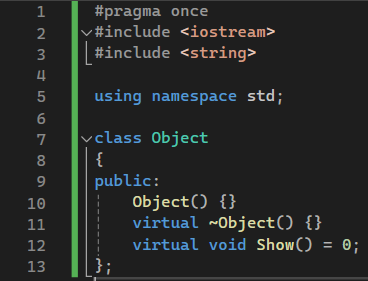 1 #pragma once
2 #include <iostream>
3 #include <string>
4
5 using namespace std;
6
7 class Object
8 {
9 public:
10     Object() {}
11     virtual ~Object() {}
12     virtual void Show() = 0;
13 };